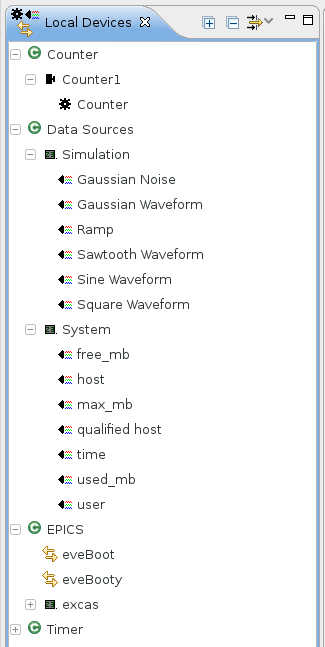 Local Devices
Counter
Counter1
Counter
Data Sources
Simulation
Gaussian Noise
Gaussian Waveform
Ramp
Sawtooth Waveform
Sine Waveform
Square Waveform
System
free_mb
host
max_mb
qualified host
time
used_mb
user
EPICS
eveBoot
eveBooty
excas
Timer